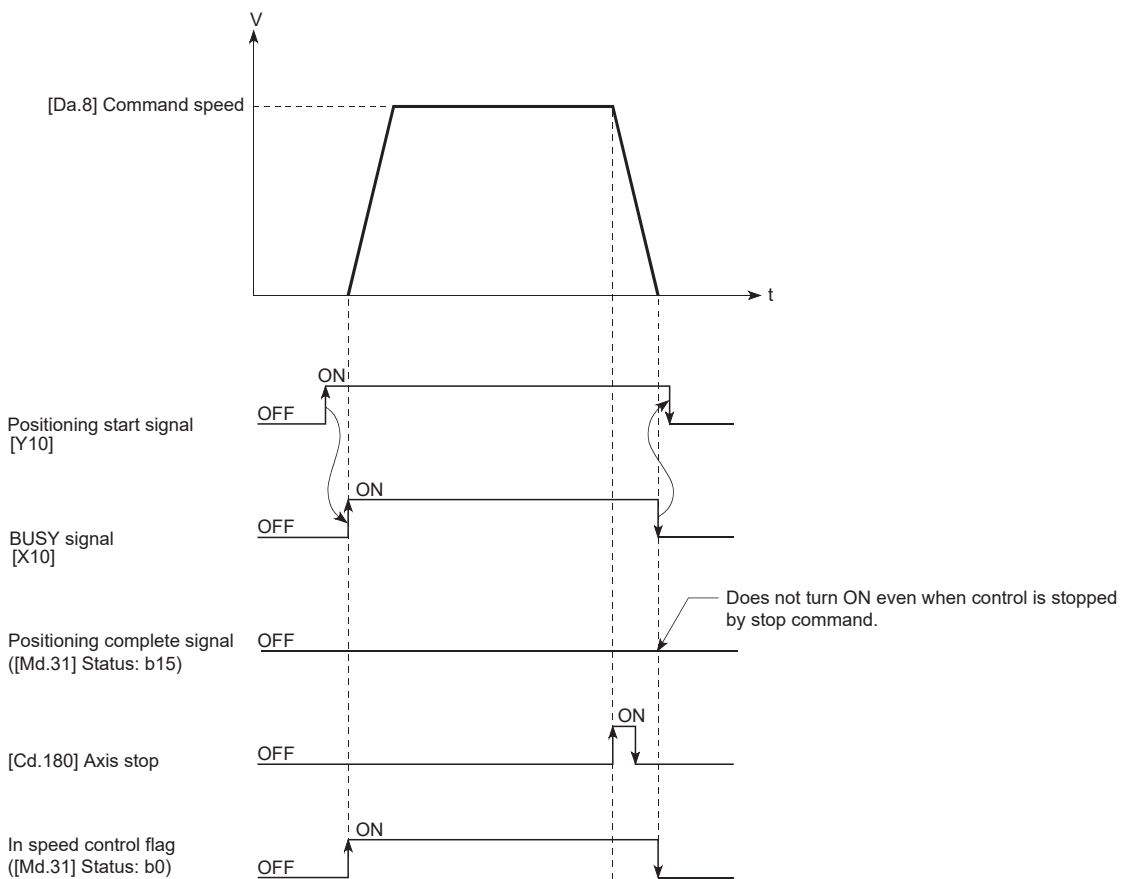 V
[Da.8] Command speed
t
ON
Positioning start signal
[Y10]
OFF
ON
BUSY signal
[X10]
OFF
Does not turn ON even when control is stopped
by stop command.
Positioning complete signal
([Md.31] Status: b15)
OFF
ON
[Cd.180] Axis stop
OFF
ON
In speed control flag
([Md.31] Status: b0)
OFF